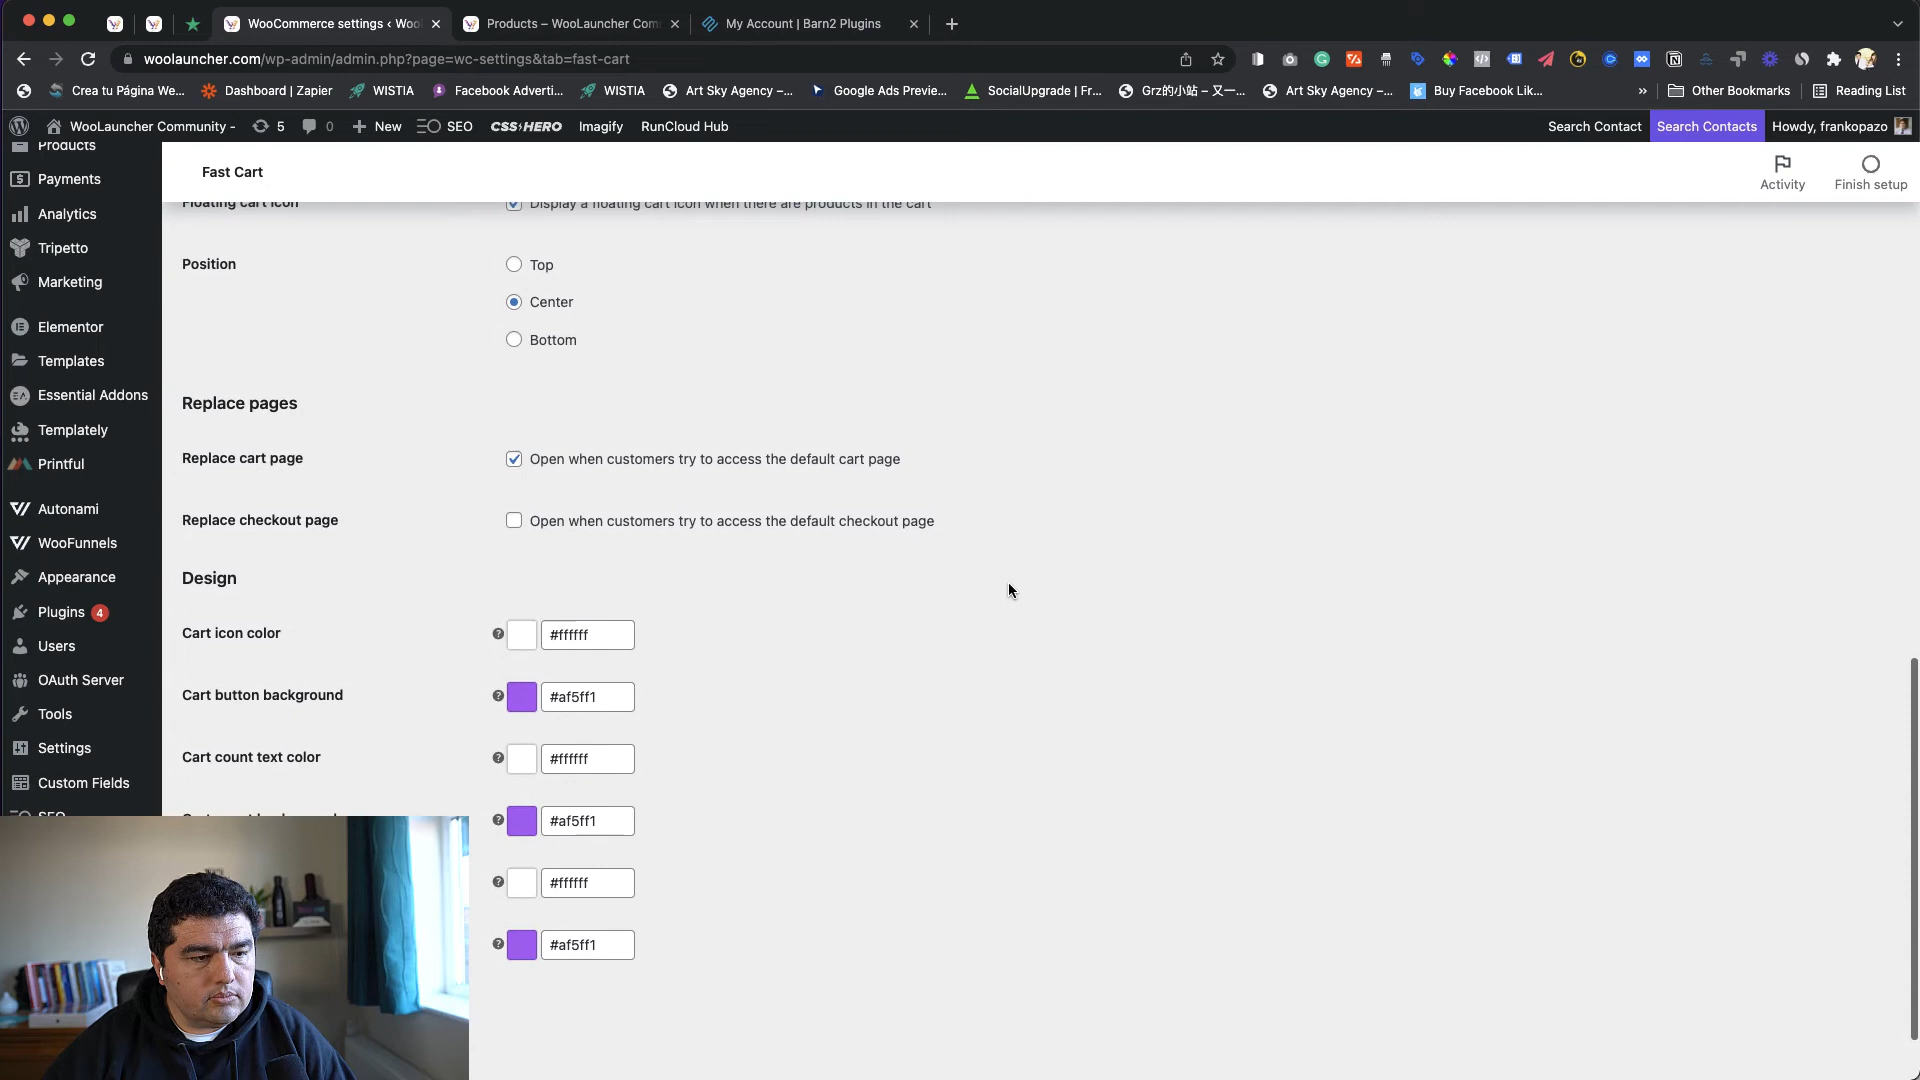 WooCommerce settings ‹ Woo
Products – WooLauncher Com
My Account | Barn2 Plugins
woolauncher.com/wp-admin/admin.php?page=wc-settings&tab=fast-cart
Crea tu Página We...
Dashboard | Zapier
WISTIA
Facebook Adverti...
WISTIA
Art Sky Agency –...
Google Ads Previe...
SocialUpgrade | Fr...
Grz的小站 – 又一...
Art Sky Agency –...
Buy Facebook Lik...
»
Other Bookmarks
Reading List
WooLauncher Community -
5
0
New
SEO
CSS HERO
Imagify
RunCloud Hub
Search Contact
Search Contacts
Howdy, frankopazo
Products
Payments
Analytics
Tripetto
Marketing
Elementor
Templates
Essential Addons
Templately
Printful
Autonami
WooFunnels
Appearance
Plugins 4
Users
OAuth Server
Tools
Settings
Custom Fields
SEO
Fast Cart
Activity
Finish setup
Floating cart icon
Display a floating cart icon when there are products in the cart
Position
Top
Center
Bottom
Replace pages
Replace cart page
Open when customers try to access the default cart page
Replace checkout page
Open when customers try to access the default checkout page
Design
Cart icon color
#ffffff
Cart button background
#af5ff1
Cart count text color
#ffffff
#af5ff1
#ffffff
#af5ff1